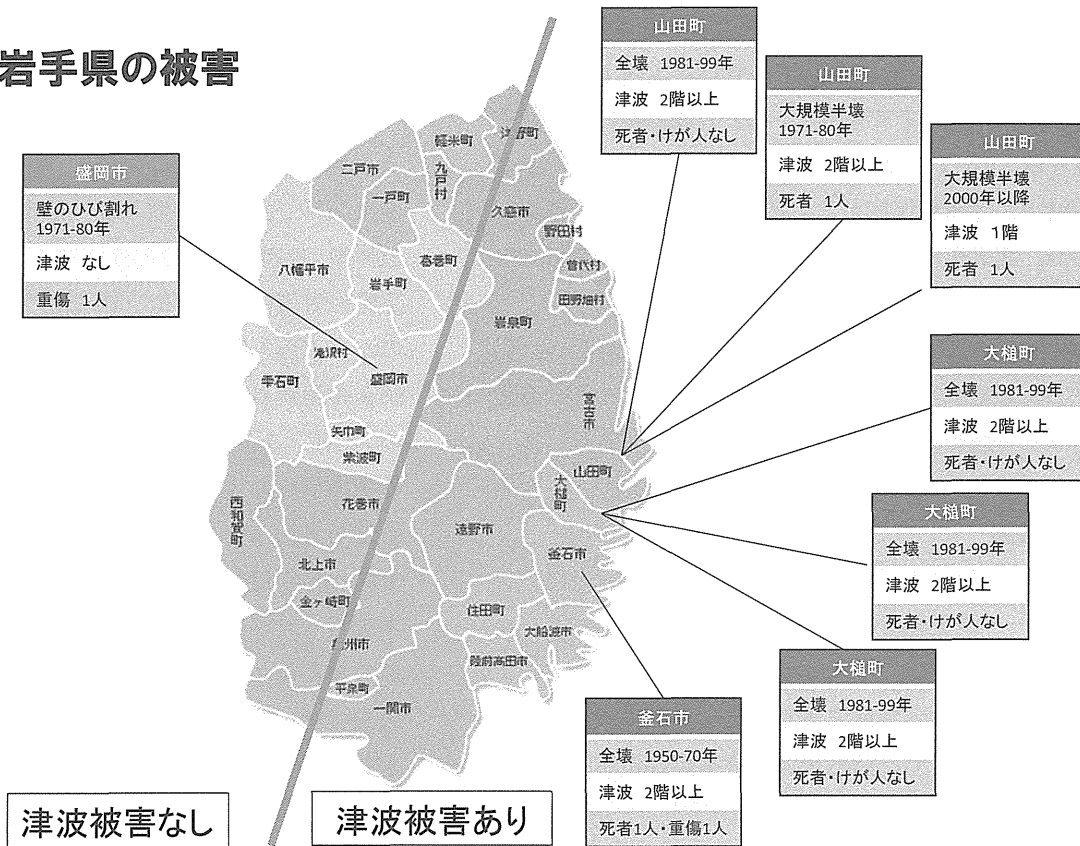 岩手県の被害
盛岡市
壁のひび割れ
1971-80年
津波 なし
重傷 1人
山田町
全壊 1981-99年
津波 2階以上
死者・けが人なし
山田町
大規模半壊
1971-80年
津波 2階以上
死者 1人
山田町
大規模半壊
2000年以降
津波 1階
死者 1人
大槌町
全壊 1981-99年
津波 2階以上
死者・けが人なし
大槌町
全壊 1981-99年
津波 2階以上
死者・けが人なし
大槌町
全壊 1981-99年
津波 2階以上
死者・けが人なし
釜石市
全壊 1950-70年
津波 2階以上
死者1人・重傷1人
軽米町
二戸市
九戸村
一戸町
久慈市
野田村
普代村
葛巻町
八幡平市
岩手町
田野畑村
岩泉町
滝沢村
雫石町
盛岡市
宮古市
矢巾町
紫波町
山田町
大槌町
花巻市
西和賀町
遠野市
釜石市
北上市
金ヶ崎町
住田町
大船渡市
奥州市
陸前高田市
平泉町
一関市
津波被害なし
津波被害あり